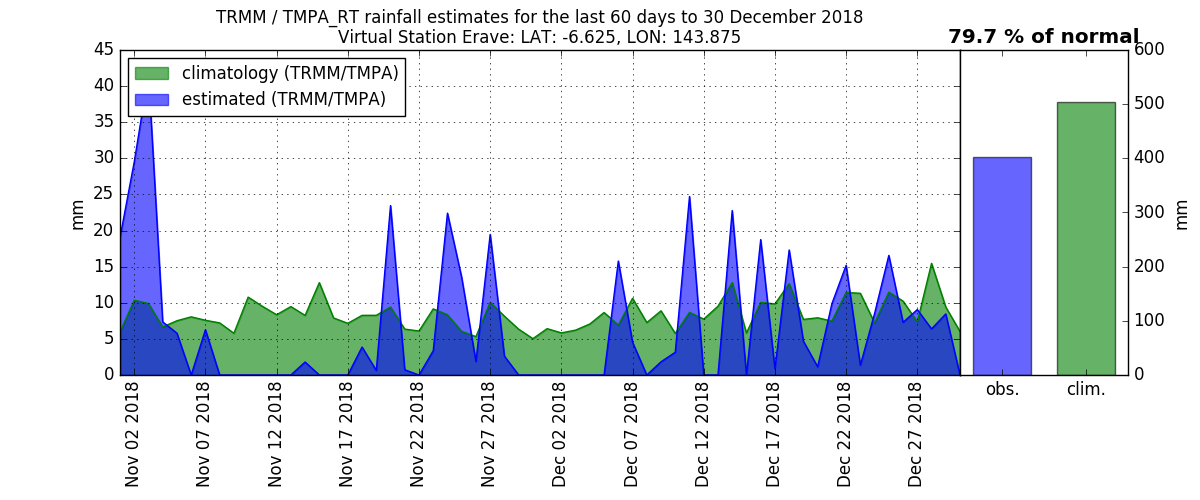 TRMM / TMPA_RT rainfall estimates for the last 60 days to 30 December 2018
Virtual Station Erave: LAT: -6.625, LON: 143.875
79.7 % of normal
climatology (TRMM/TMPA)
estimated (TRMM/TMPA)
45
40
35
30
25
20
15
10
5
0
mm
Nov 02 2018
Nov 07 2018
Nov 12 2018
Nov 17 2018
Nov 22 2018
Nov 27 2018
Dec 02 2018
Dec 07 2018
Dec 12 2018
Dec 17 2018
Dec 22 2018
Dec 27 2018
obs.
clim.
600
500
400
300
200
100
0
mm